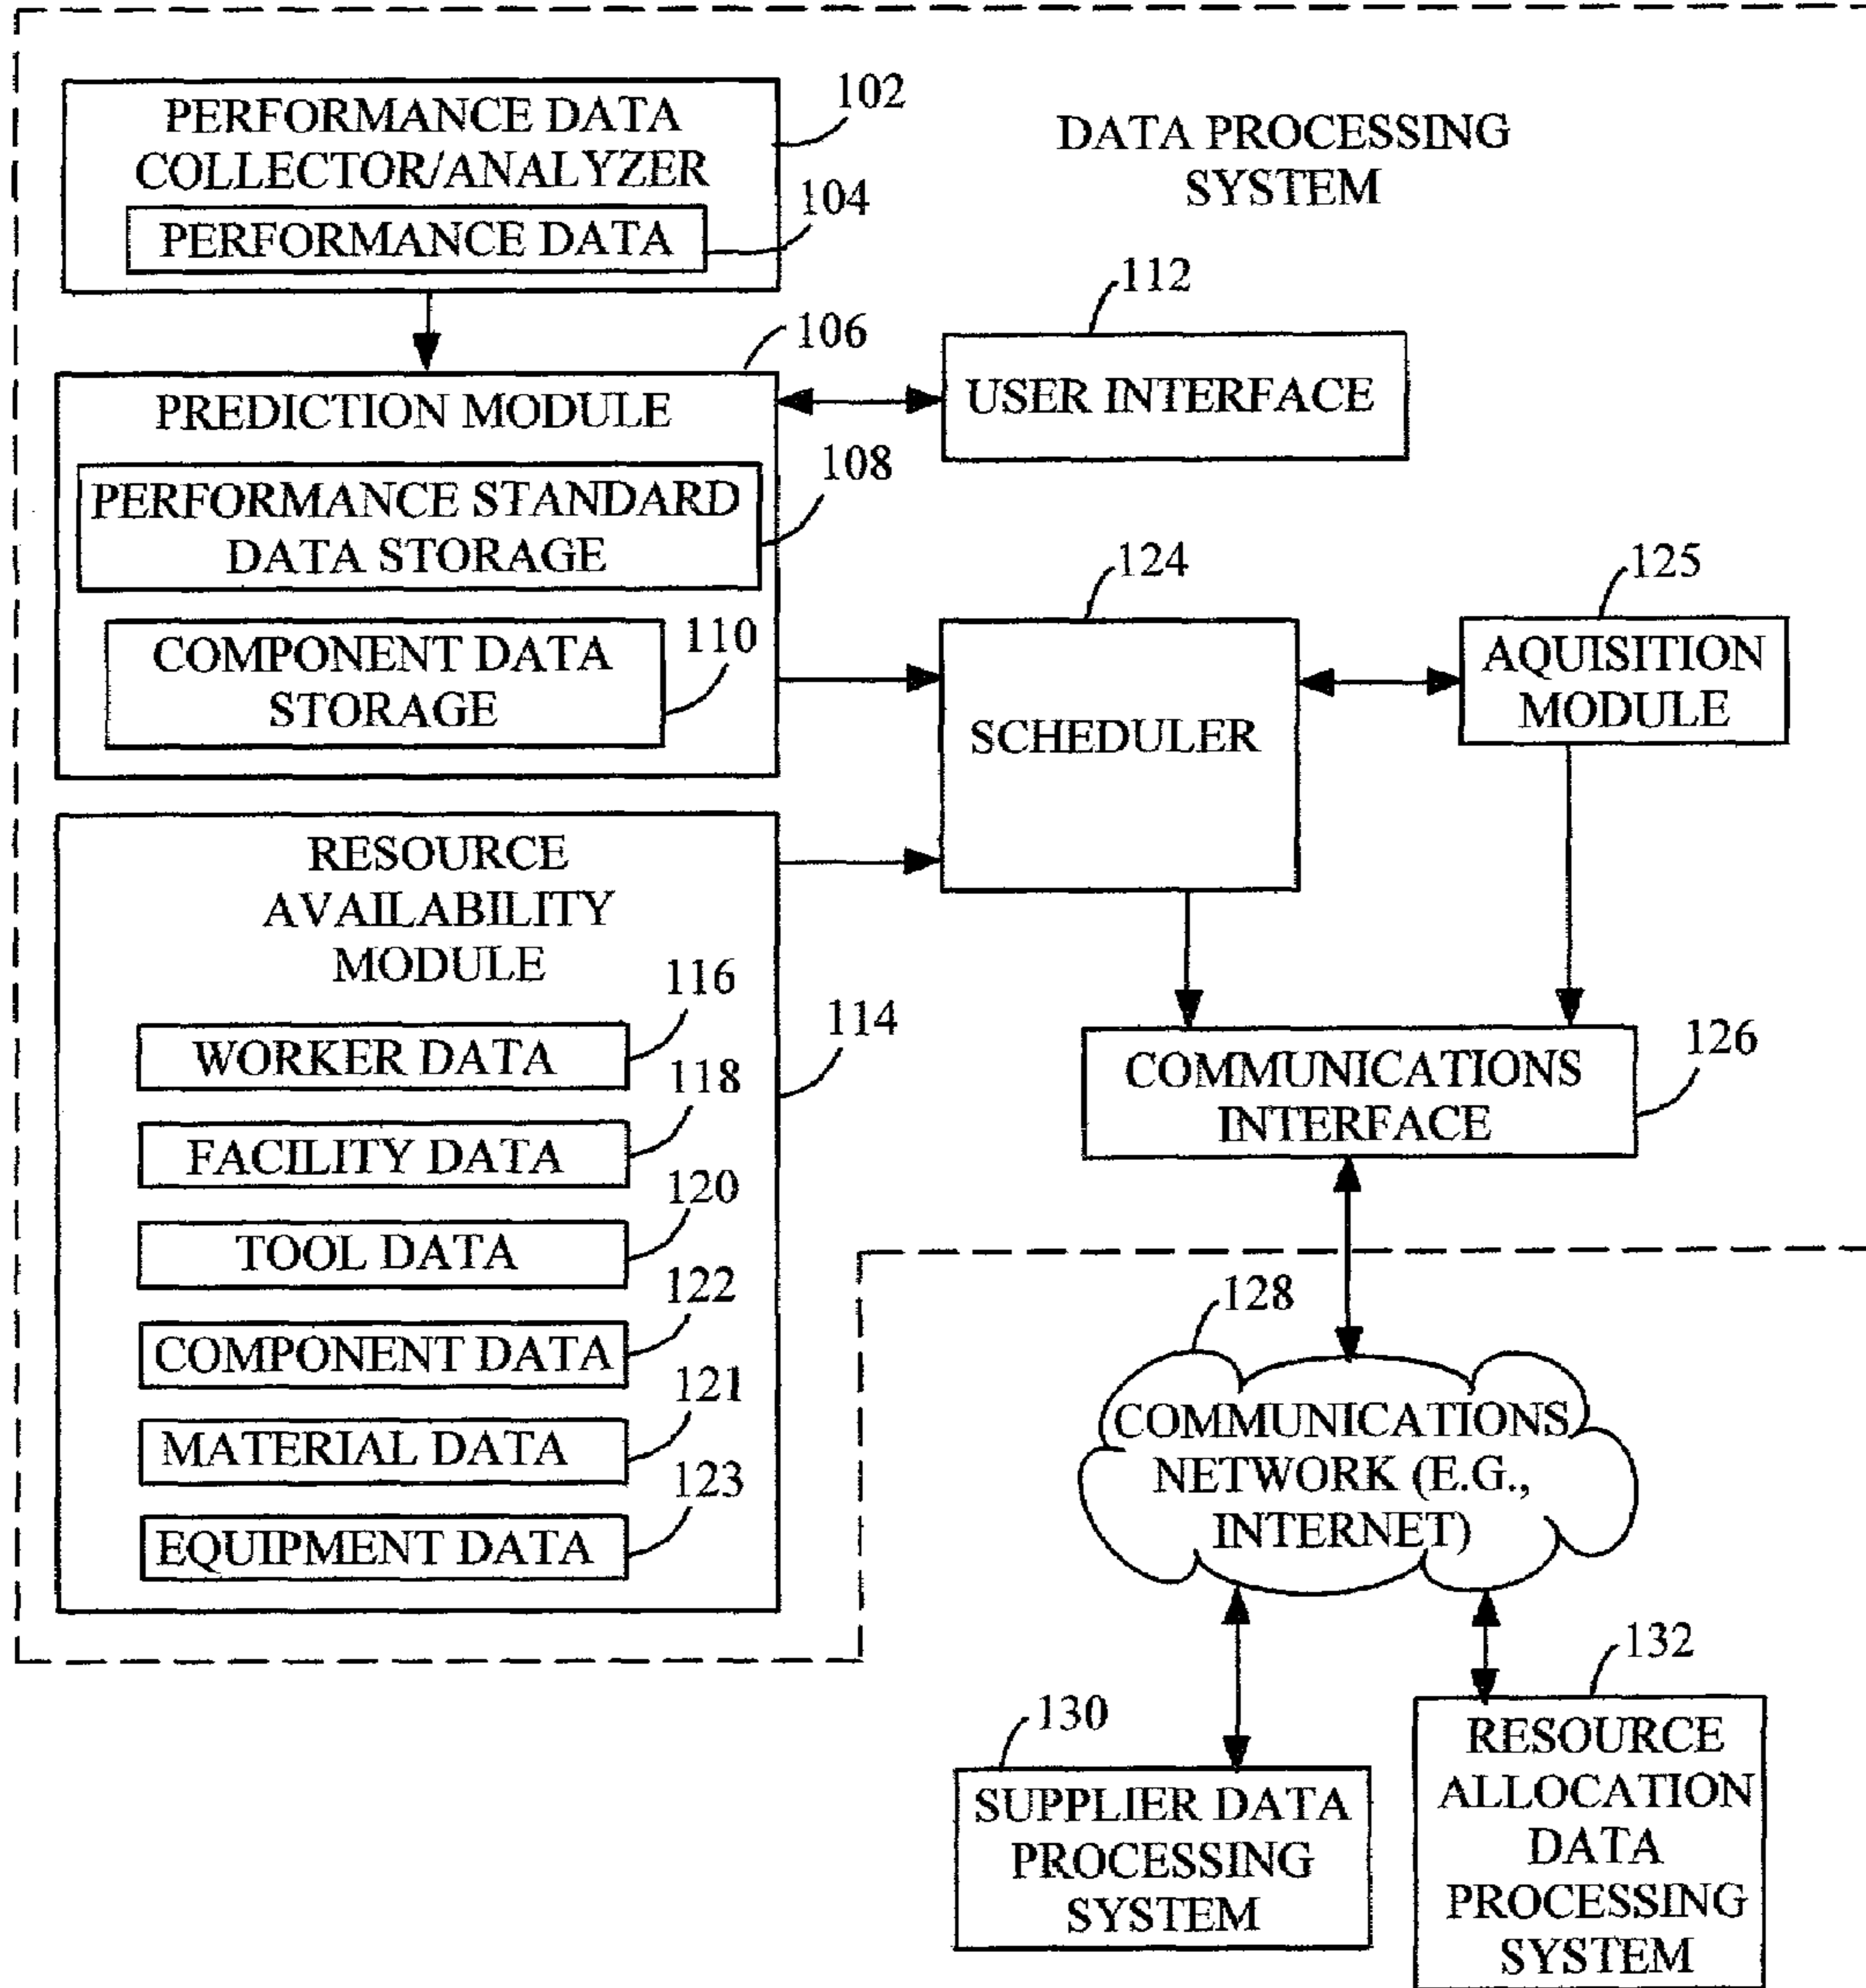 102
PERFORMANCE DATA
COLLECTOR/ANALYZER
104
PERFORMANCE DATA
DATA PROCESSING
SYSTEM
106
PREDICTION MODULE
112
USER INTERFACE
108
PERFORMANCE STANDARD
DATA STORAGE
110
COMPONENT DATA
STORAGE
124
SCHEDULER
125
AQUISITION
MODULE
RESOURCE
AVAILABILITY
MODULE
114
116
WORKER DATA
118
FACILITY DATA
120
TOOL DATA
122
COMPONENT DATA
121
MATERIAL DATA
123
EQUIPMENT DATA
126
COMMUNICATIONS
INTERFACE
128
COMMUNICATIONS
NETWORK (E.G.,
INTERNET)
130
SUPPLIER DATA
PROCESSING
SYSTEM
132
RESOURCE
ALLOCATION
DATA
PROCESSING
SYSTEM